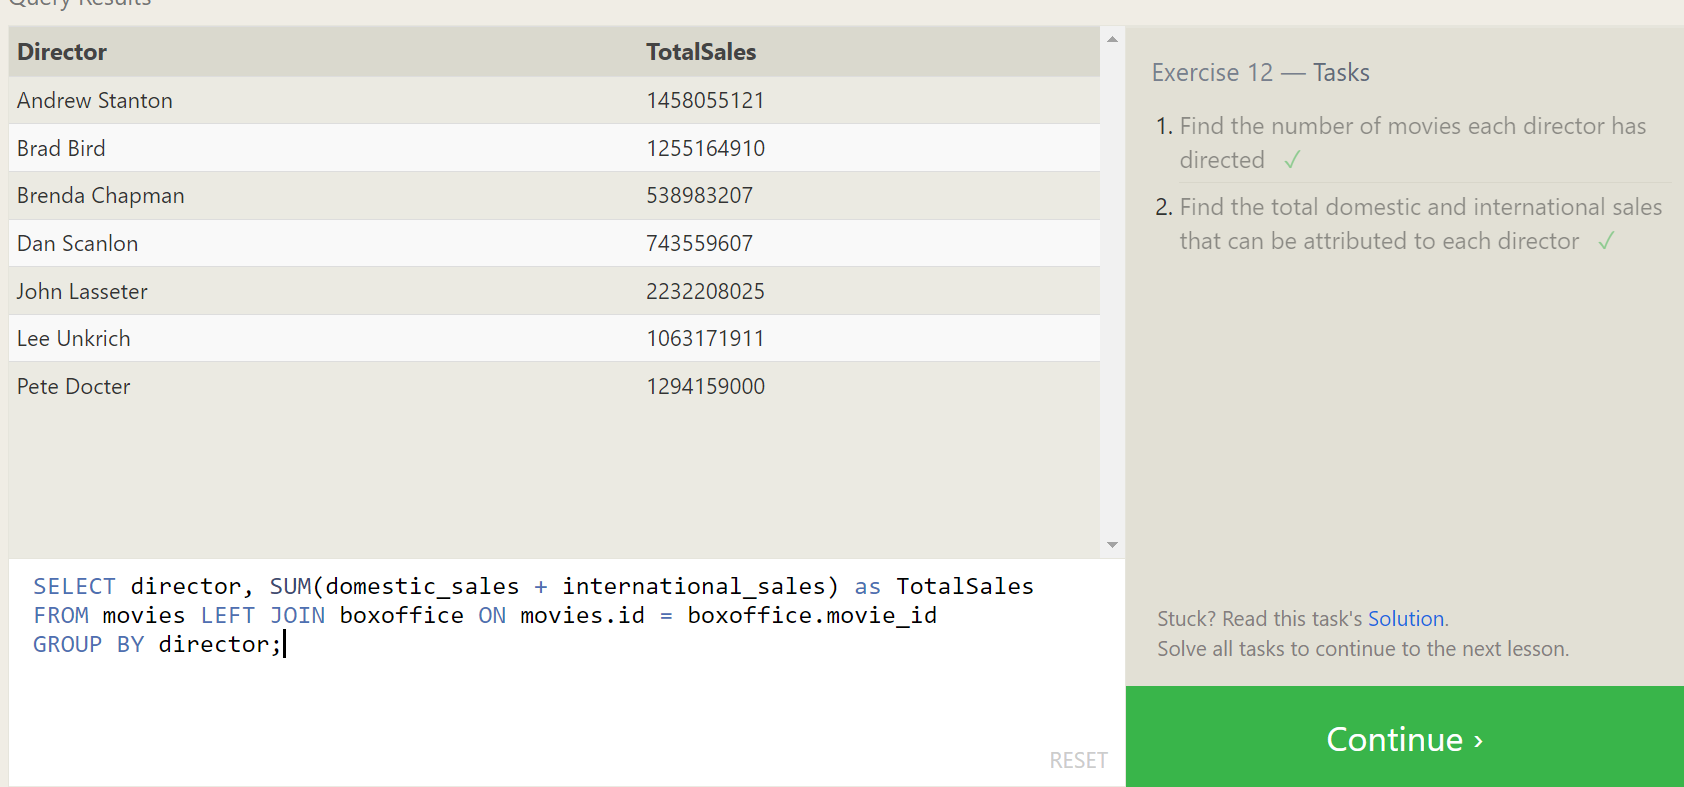 Query Results
Director TotalSales
Andrew Stanton 1458055121
Brad Bird 1255164910
Brenda Chapman 538983207
Dan Scanlon 743559607
John Lasseter 2232208025
Lee Unkrich 1063171911
Pete Docter 1294159000
SELECT director, SUM(domestic_sales + international_sales) as TotalSales
FROM movies LEFT JOIN boxoffice ON movies.id = boxoffice.movie_id
GROUP BY director;
RESET
Exercise 12 — Tasks
1. Find the number of movies each director has
directed ✓
2. Find the total domestic and international sales
that can be attributed to each director ✓
Stuck? Read this task's Solution.
Solve all tasks to continue to the next lesson.
Continue ›